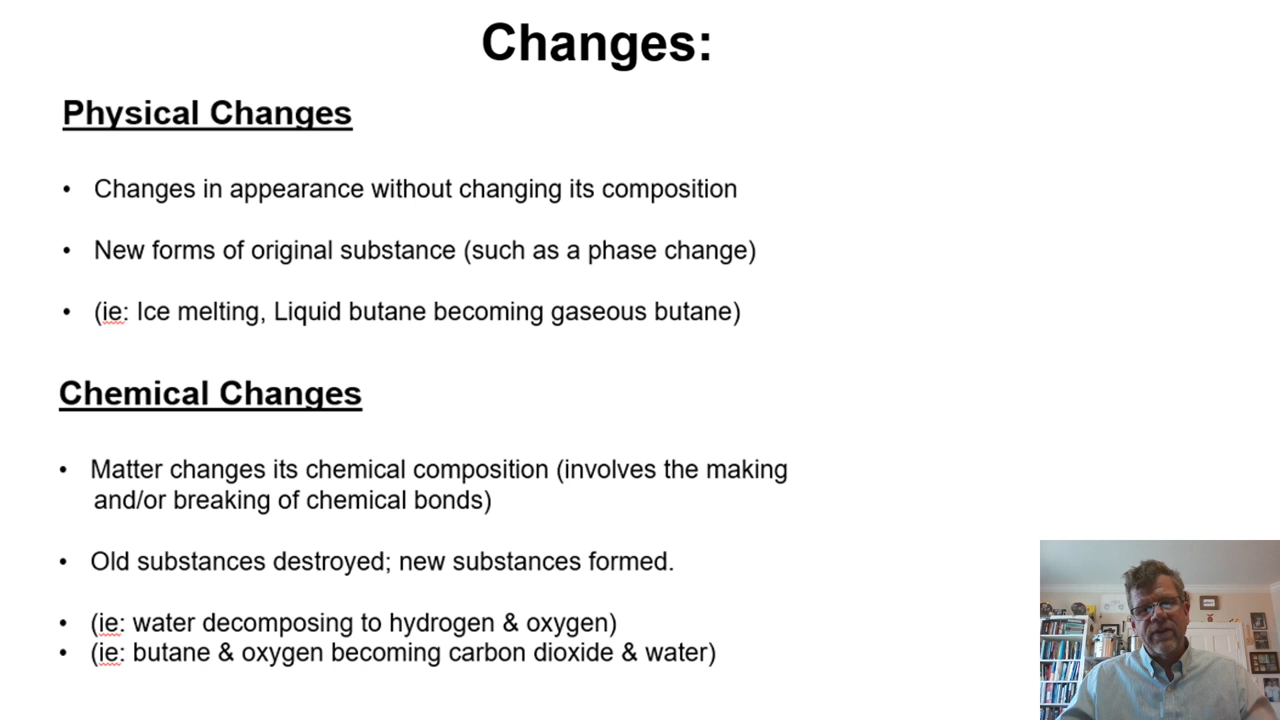 Changes:
Physical Changes
• Changes in appearance without changing its composition
• New forms of original substance (such as a phase change)
• (ie: Ice melting, Liquid butane becoming gaseous butane)
Chemical Changes
• Matter changes its chemical composition (involves the making
and/or breaking of chemical bonds)
• Old substances destroyed; new substances formed.
• (ie: water decomposing to hydrogen & oxygen)
• (ie: butane & oxygen becoming carbon dioxide & water)